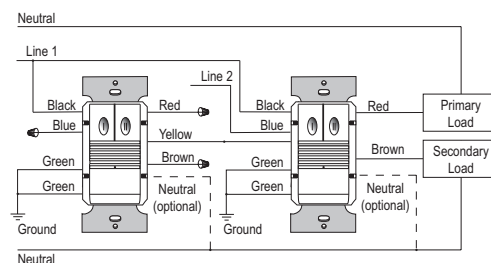 Neutral
Line 1
Line 2
Black
Red
Black
Red
Primary
Load
Blue
Blue
Yellow
Brown
Brown
Secondary
Load
Green
Green
Green
Green
Neutral
(optional)
Neutral
(optional)
Ground
Ground
Neutral